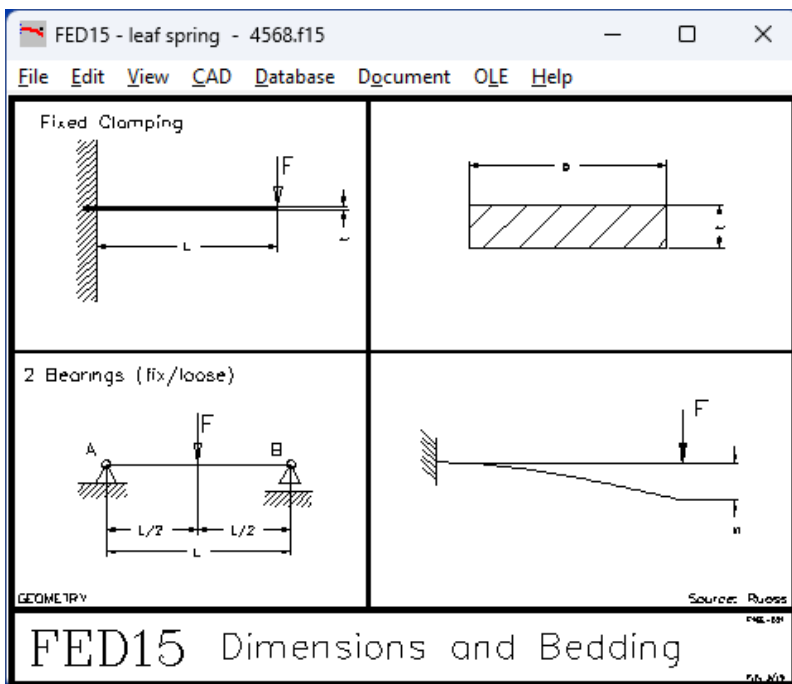 FED15 - leaf spring - 4568.f15
File Edit View CAD Database Document OLE Help
Fixed Clamping
F
L
t
b
t
2 Bearings (fix/loose)
F
A
B
L/2
L/2
L
F
s
GEOMETRY
Source: Ruoss
FED15 Dimensions and Bedding